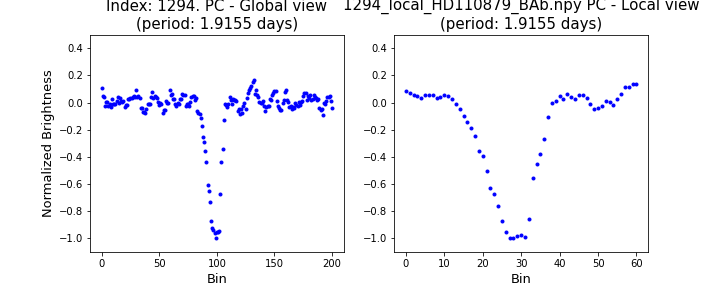 Index: 1294. PC - Global view
(period: 1.9155 days)
1294_local_HD110879_BAb.npy PC - Local view
(period: 1.9155 days)
Normalized Brightness
0.4
0.2
0.0
−0.2
−0.4
−0.6
−0.8
−1.0
0 50 100 150 200
Bin
0.4
0.2
0.0
−0.2
−0.4
−0.6
−0.8
−1.0
0 10 20 30 40 50 60
Bin